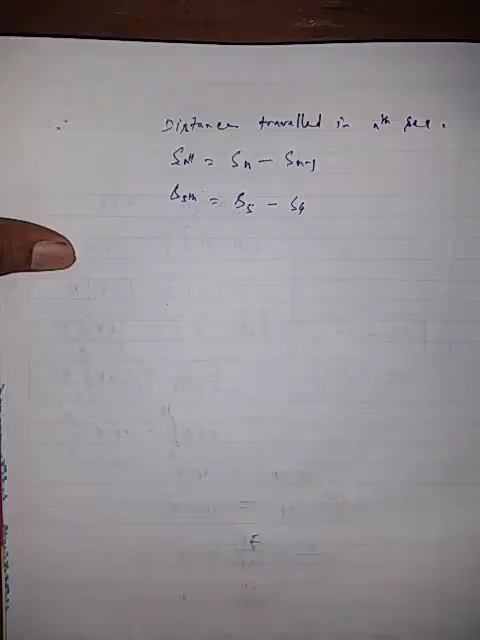 ∴ Distance travelled in nth sec.
Snth = Sn - Sn-1
S5th = S5 - S4